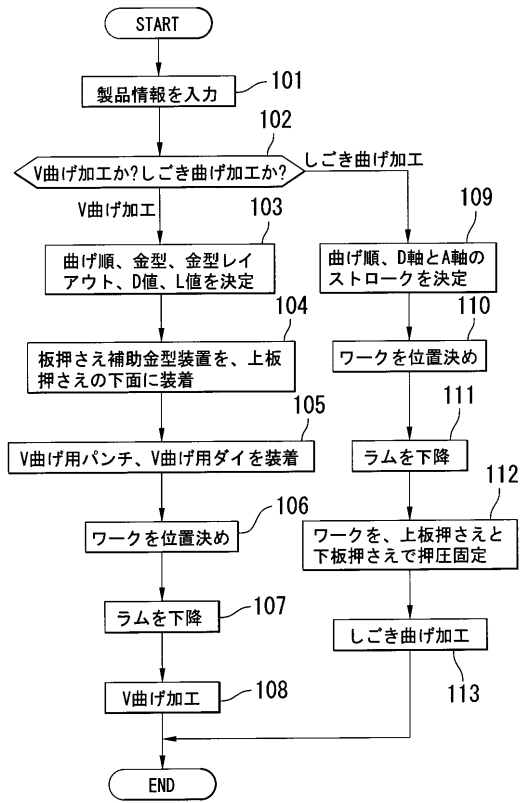 START
製品情報を入力
101
V曲げ加工か?しごき曲げ加工か?
102
しごき曲げ加工
V曲げ加工
曲げ順、金型、金型レイ
アウト、D値、L値を決定
103
板押さえ補助金型装置を、上板
押さえの下面に装着
104
V曲げ用パンチ、V曲げ用ダイを装着
105
ワークを位置決め
106
ラムを下降
107
V曲げ加工
108
曲げ順、D軸とA軸の
ストロークを決定
109
ワークを位置決め
110
ラムを下降
111
ワークを、上板押さえと
下板押さえで押圧固定
112
しごき曲げ加工
113
END